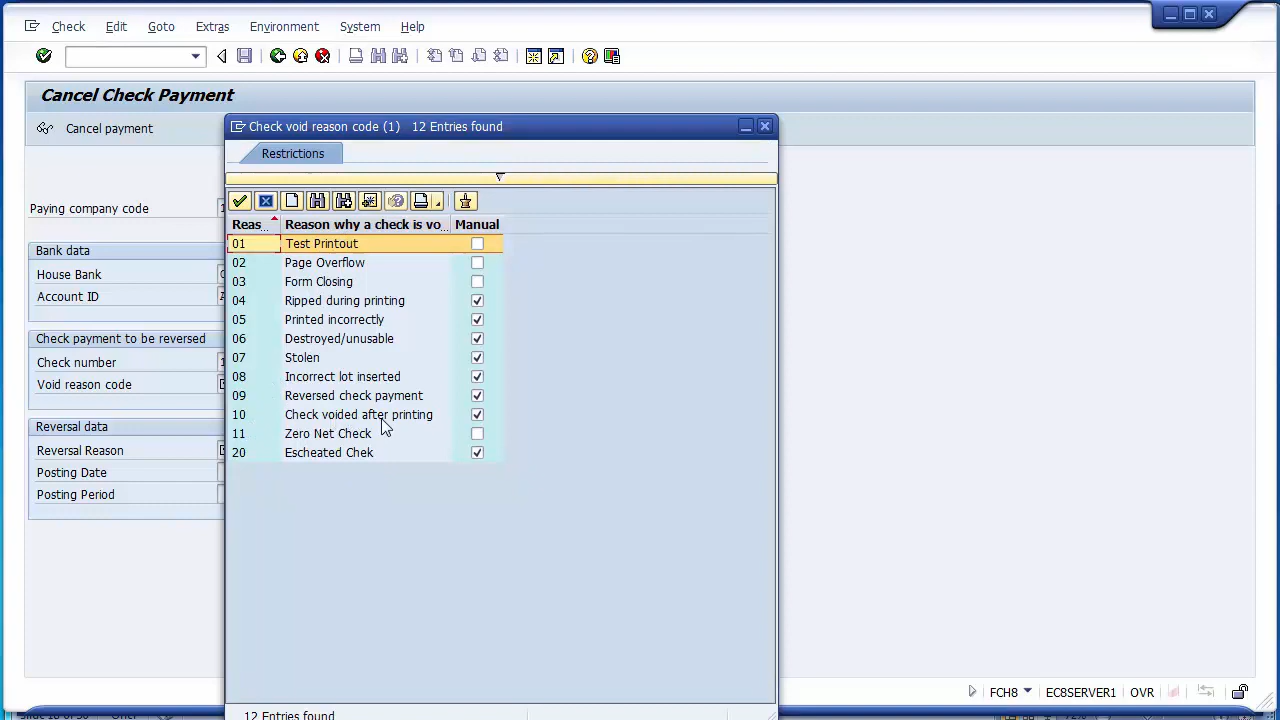 Check Edit Goto Extras Environment System Help
Cancel Check Payment
Cancel payment
Paying company code
Bank data
House Bank
Account ID
Check payment to be reversed
Check number
Void reason code
Reversal data
Reversal Reason
Posting Date
Posting Period
Check void reason code (1) 12 Entries found
Restrictions
Reas... Reason why a check is vo... Manual
01 Test Printout
02 Page Overflow
03 Form Closing
04 Ripped during printing
05 Printed incorrectly
06 Destroyed/unusable
07 Stolen
08 Incorrect lot inserted
09 Reversed check payment
10 Check voided after printing
11 Zero Net Check
20 Escheated Chek
12 Entries found
FCH8 EC8SERVER1 OVR